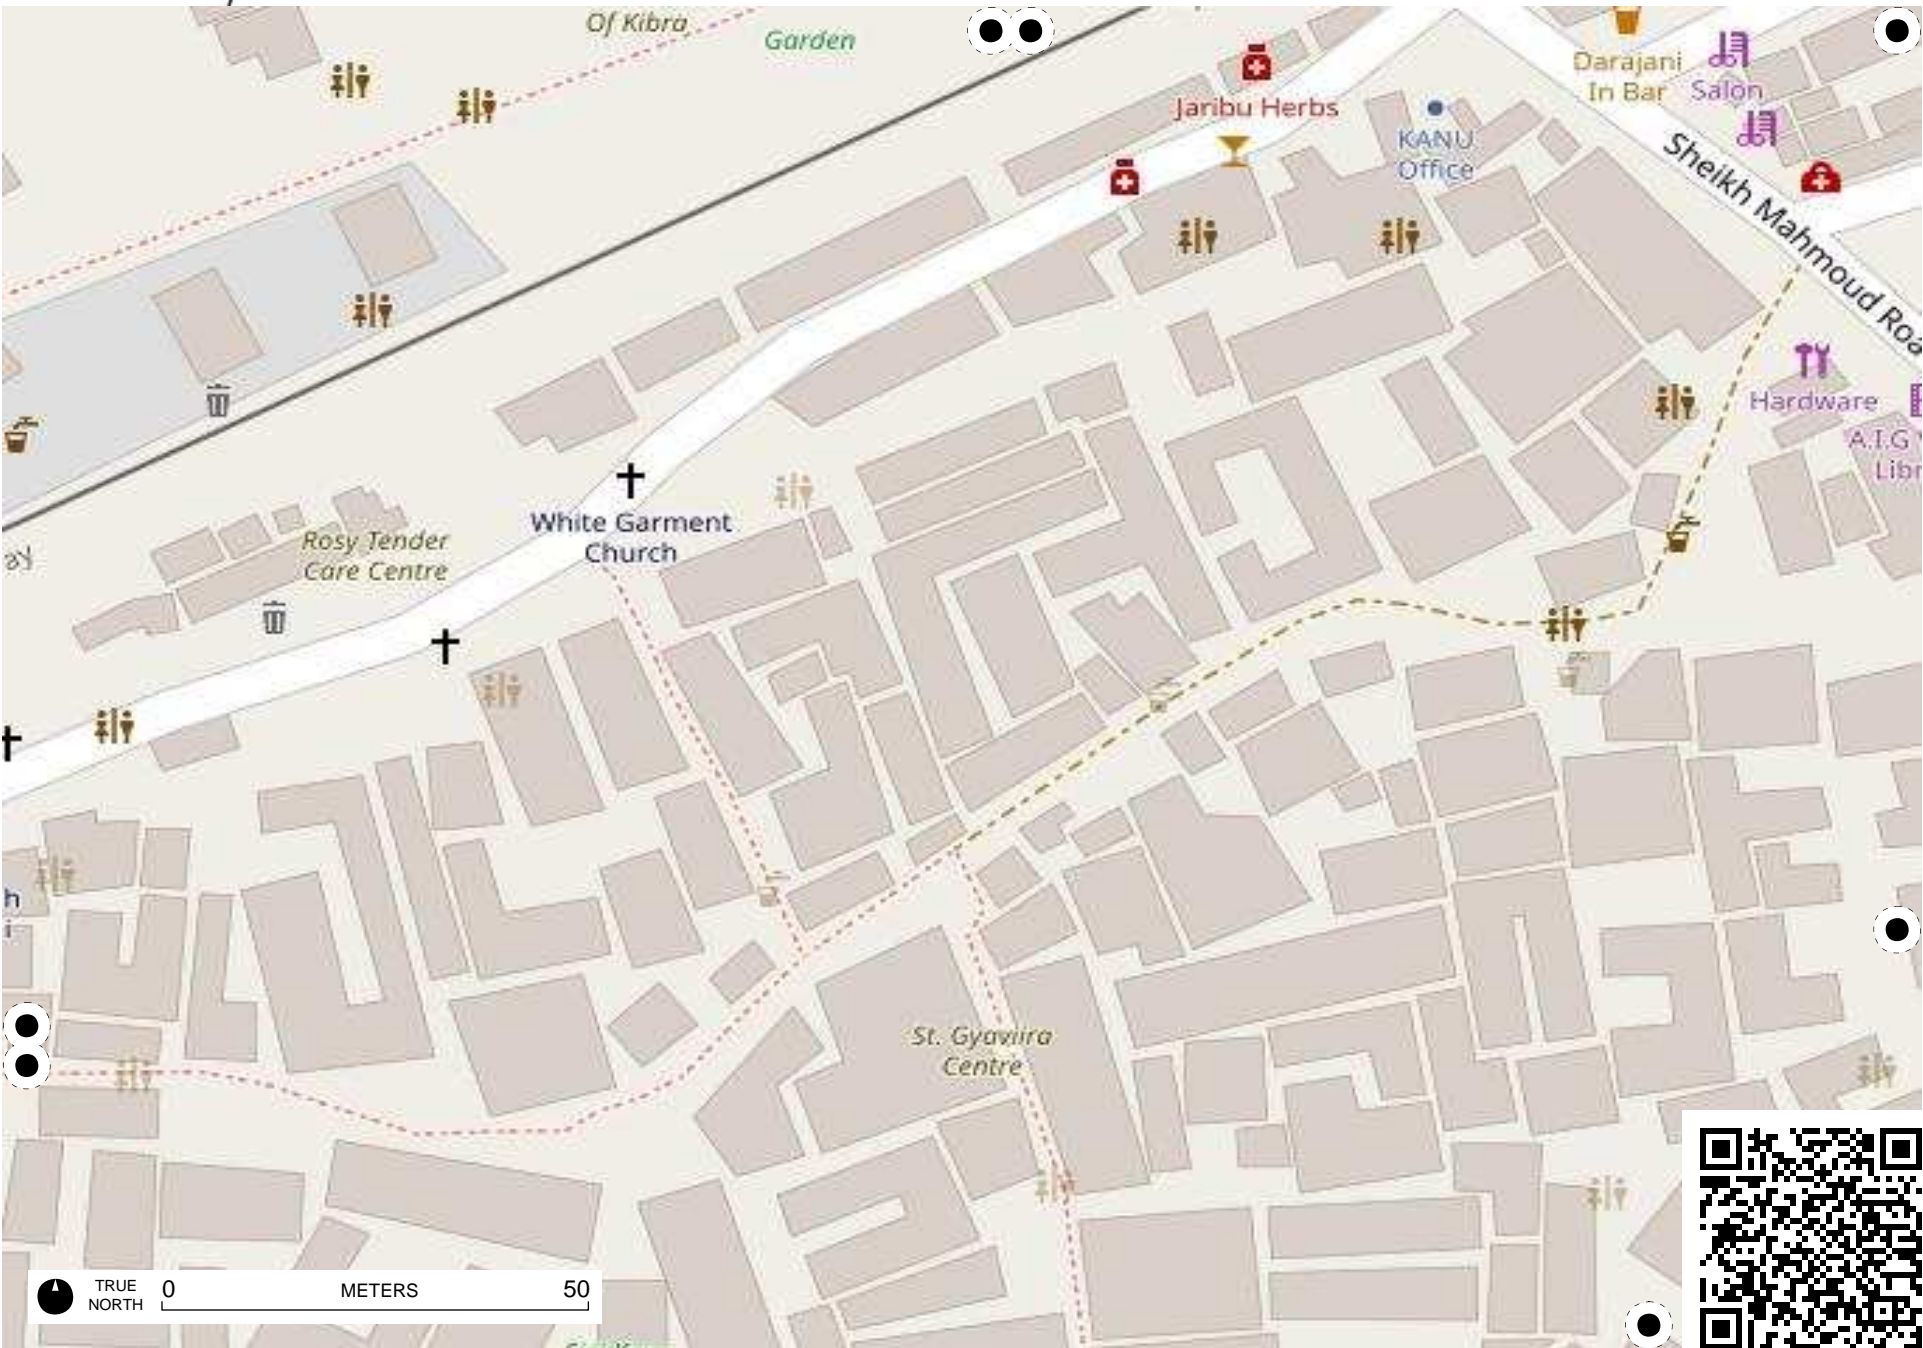 Of Kibra
Garden
Jaribu Herbs
KANU
Office
Darajani
In Bar
Salon
Sheikh Mahmoud Roa
Hardware
A.I.G
Libr
White Garment
Church
Rosy Tender
Care Centre
h
St. Gyaviira
Centre
TRUE
NORTH
0
METERS
50